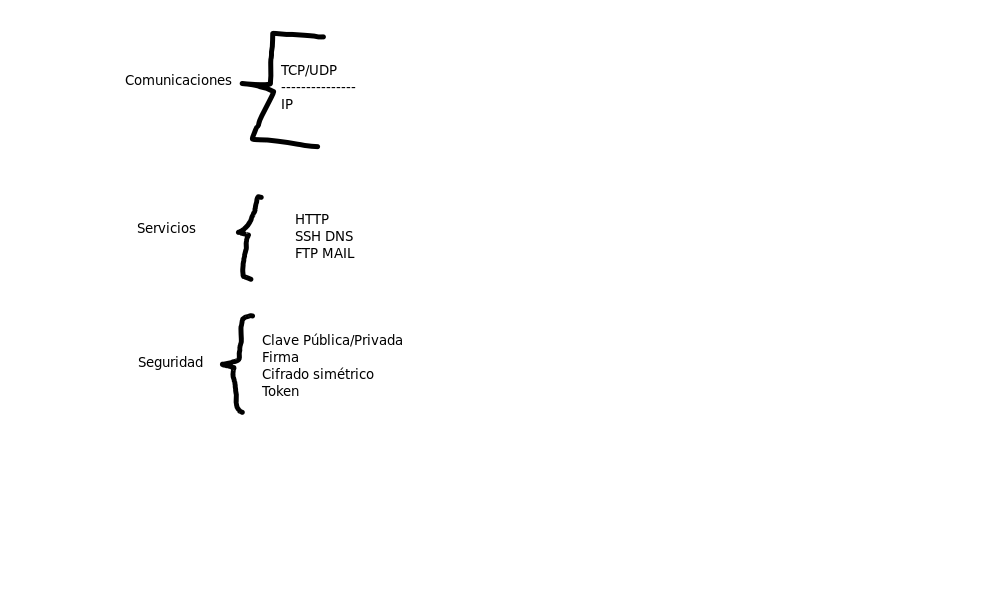 Comunicaciones
TCP/UDP
---------------
IP
Servicios
HTTP
SSH DNS
FTP MAIL
Seguridad
Clave Pública/Privada
Firma
Cifrado simétrico
Token